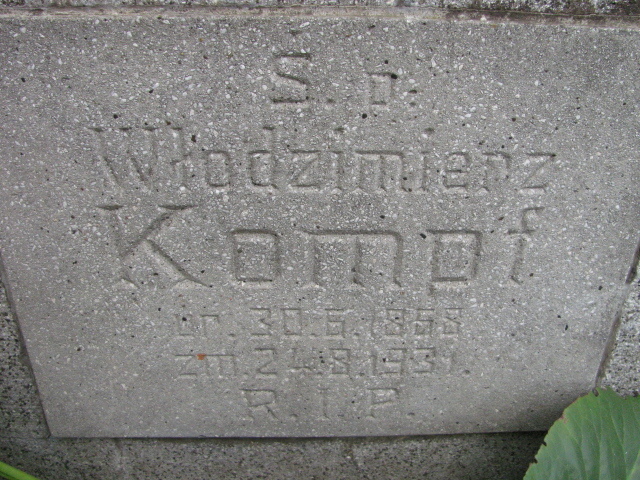 Ś. p.
Włodzimierz
Kompf
ur. 30.6.1868
zm. 24.8.1931.
R.I.P.